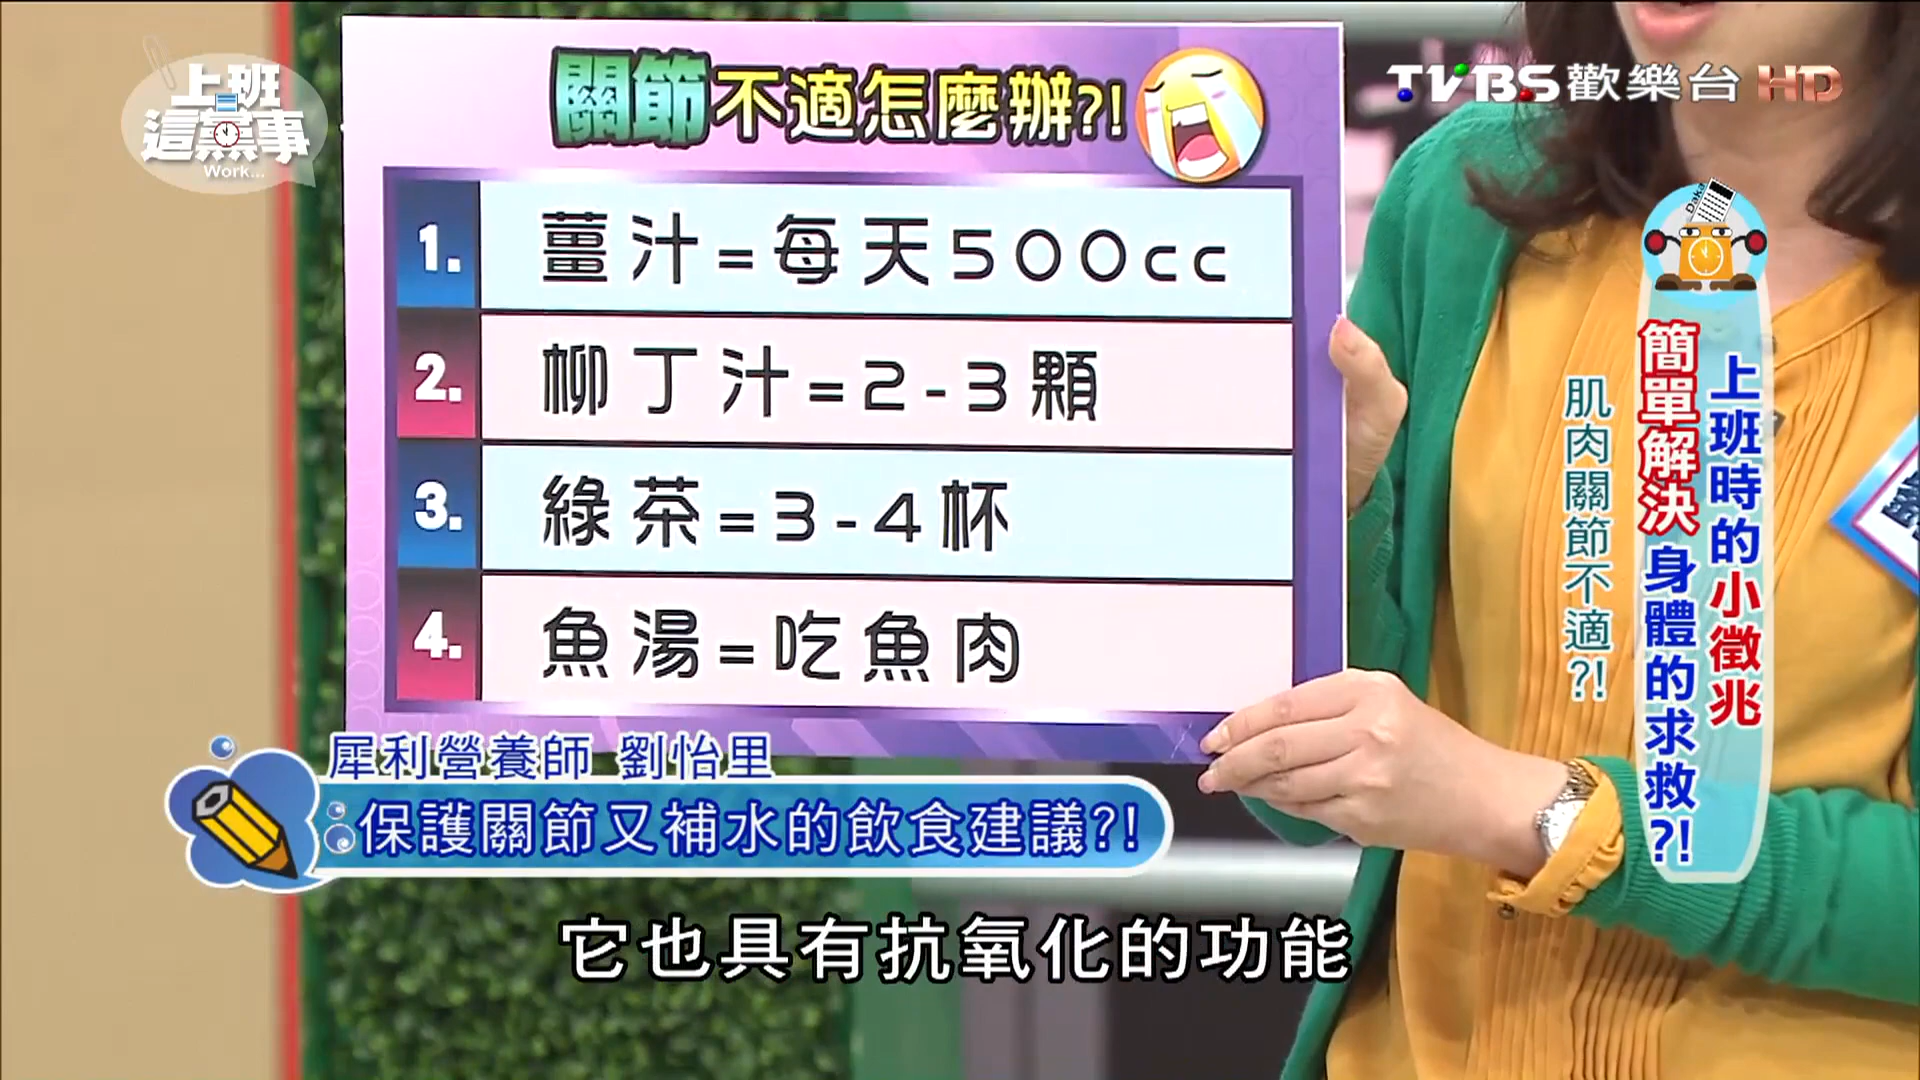 上班
這黨事
Work...
TVBS歡樂台 HD
關節不適怎麼辦?!
1. 薑汁=每天500cc
2. 柳丁汁=2-3顆
3. 綠茶=3-4杯
4. 魚湯=吃魚肉
Daka
上班時的小徵兆
簡單解決 身體的求救?!
肌肉關節不適?!
犀利營養師 劉怡里
保護關節又補水的飲食建議?!
它也具有抗氧化的功能